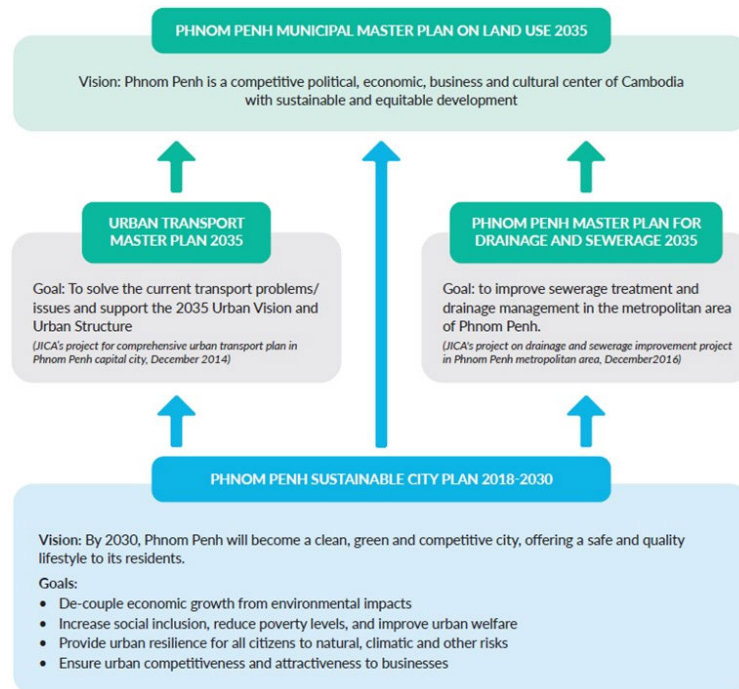 PHNOM PENH MUNICIPAL MASTER PLAN ON LAND USE 2035
Vision: Phnom Penh is a competitive political, economic, business and cultural center of Cambodia
with sustainable and equitable development
URBAN TRANSPORT
MASTER PLAN 2035
Goal: To solve the current transport problems/
issues and support the 2035 Urban Vision and
Urban Structure
(JICA's project for comprehensive urban transport plan in
Phnom Penh capital city, December 2014)
PHNOM PENH MASTER PLAN FOR
DRAINAGE AND SEWERAGE 2035
Goal: to improve sewerage treatment and
drainage management in the metropolitan area
of Phnom Penh.
(JICA's project on drainage and sewerage improvement project
in Phnom Penh metropolitan area, December2016)
PHNOM PENH SUSTAINABLE CITY PLAN 2018-2030
Vision: By 2030, Phnom Penh will become a clean, green and competitive city, offering a safe and quality
lifestyle to its residents.
Goals:
• De-couple economic growth from environmental impacts
• Increase social inclusion, reduce poverty levels, and improve urban welfare
• Provide urban resilience for all citizens to natural, climatic and other risks
• Ensure urban competitiveness and attractiveness to businesses